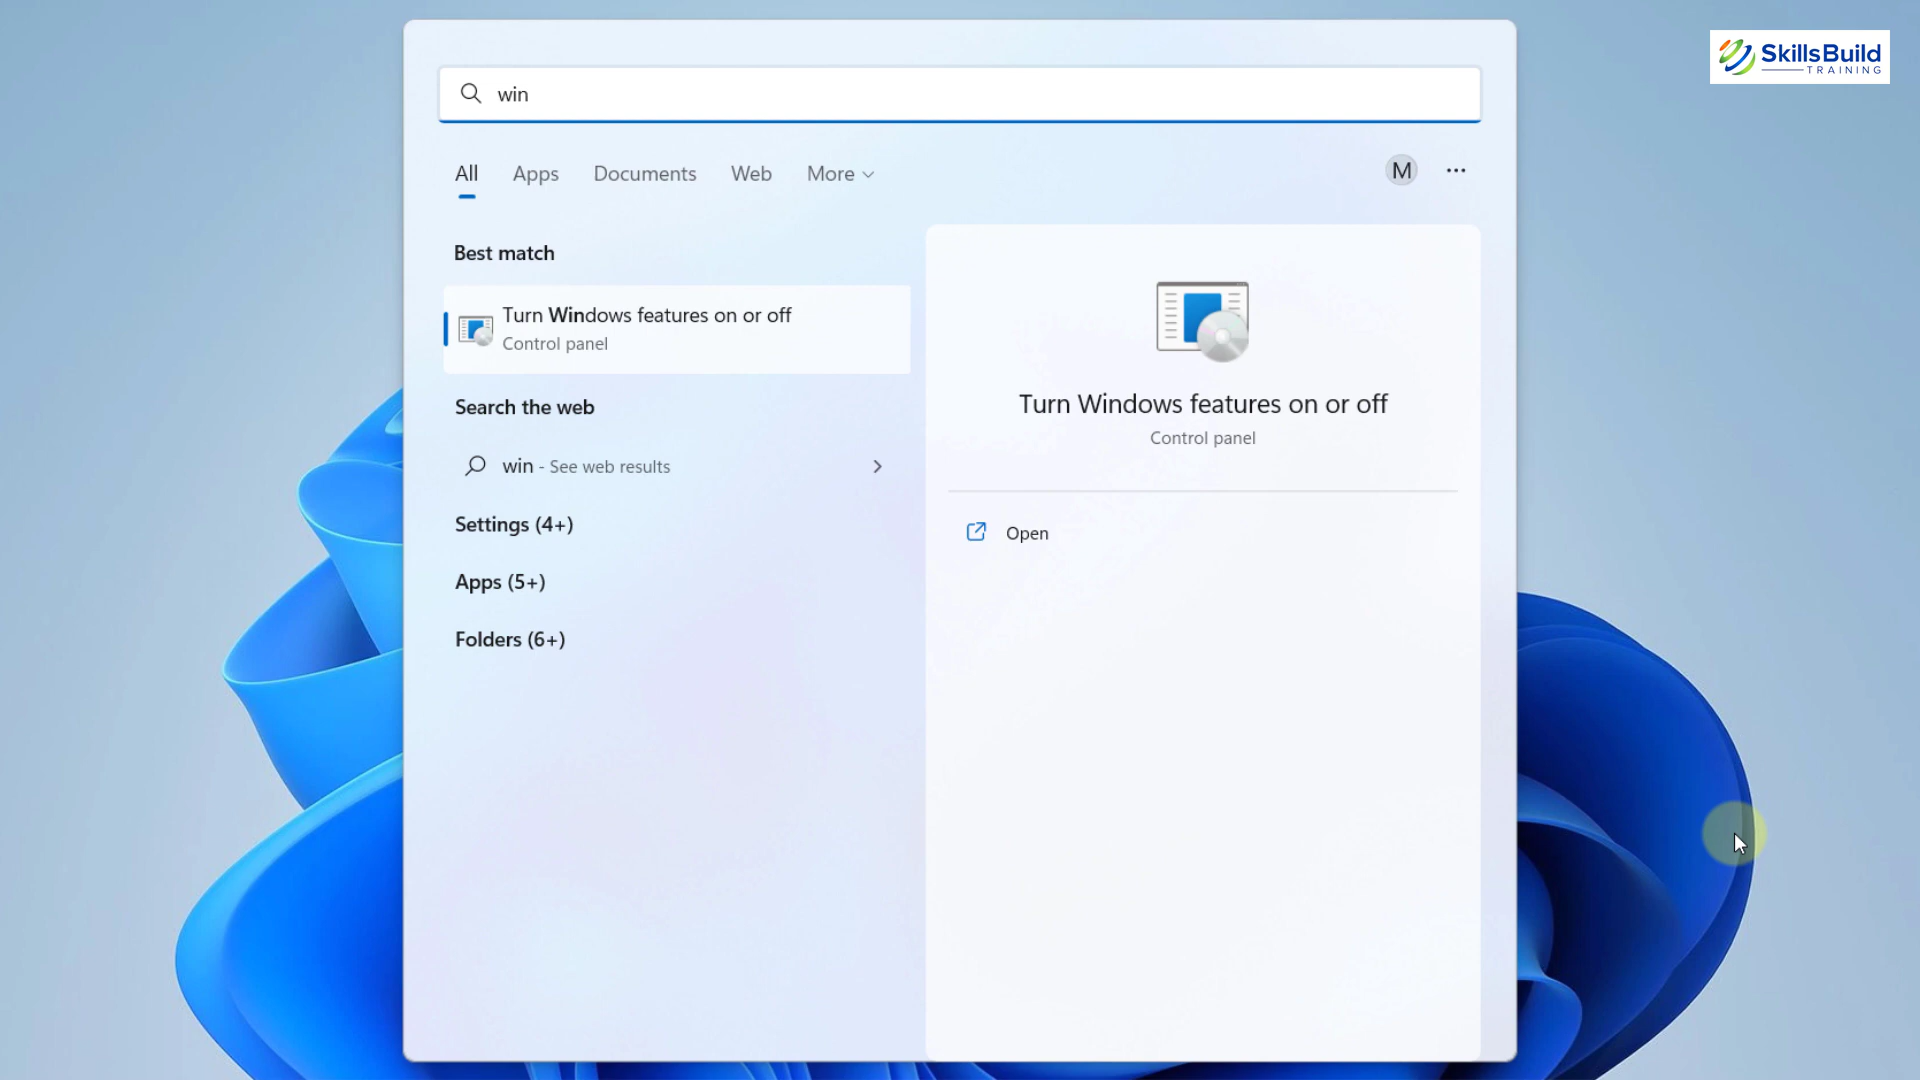 SkillsBuild
TRAINING
win
All Apps Documents Web More
M
Best match
Turn Windows features on or off
Control panel
Search the web
win - See web results
Settings (4+)
Apps (5+)
Folders (6+)
Turn Windows features on or off
Control panel
Open